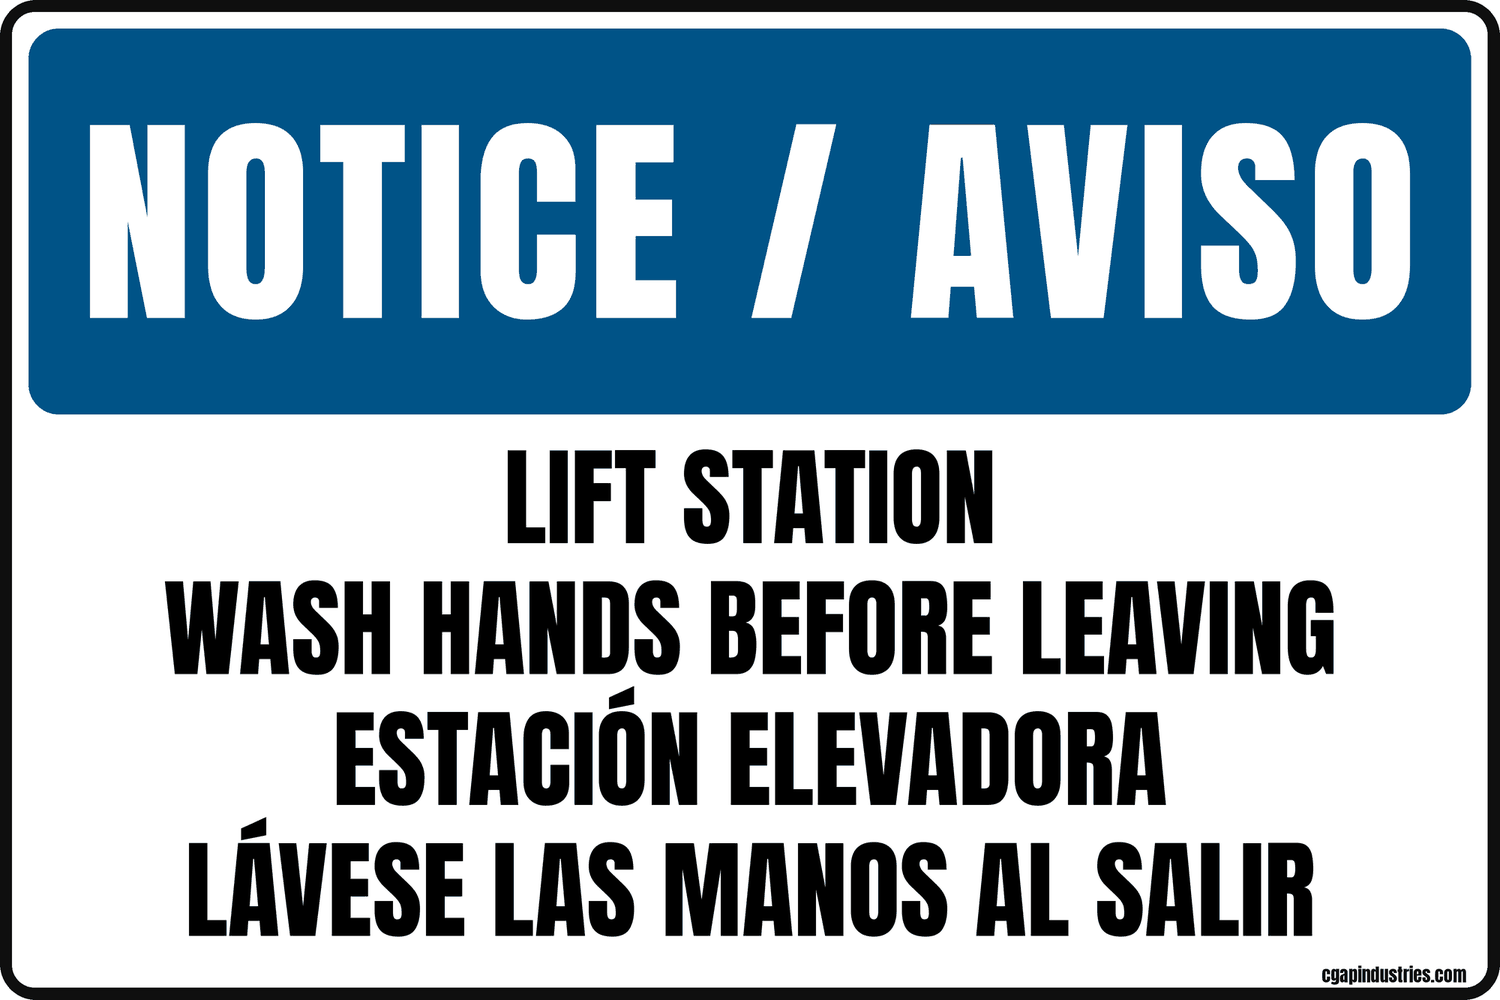 NOTICE / AVISO
LIFT STATION
WASH HANDS BEFORE LEAVING
ESTACIÓN ELEVADORA
LÁVESE LAS MANOS AL SALIR
cgapindustries.com